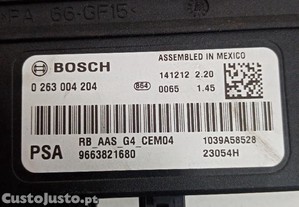 PA 66-GF15
ASSEMBLED IN MEXICO
BOSCH
141212 2.20
0 263 004 204
B54
0065 1.45
RB_AAS_G4_CEM04
1039A58528
PSA
9663821680
23054H
CustoJusto.pt